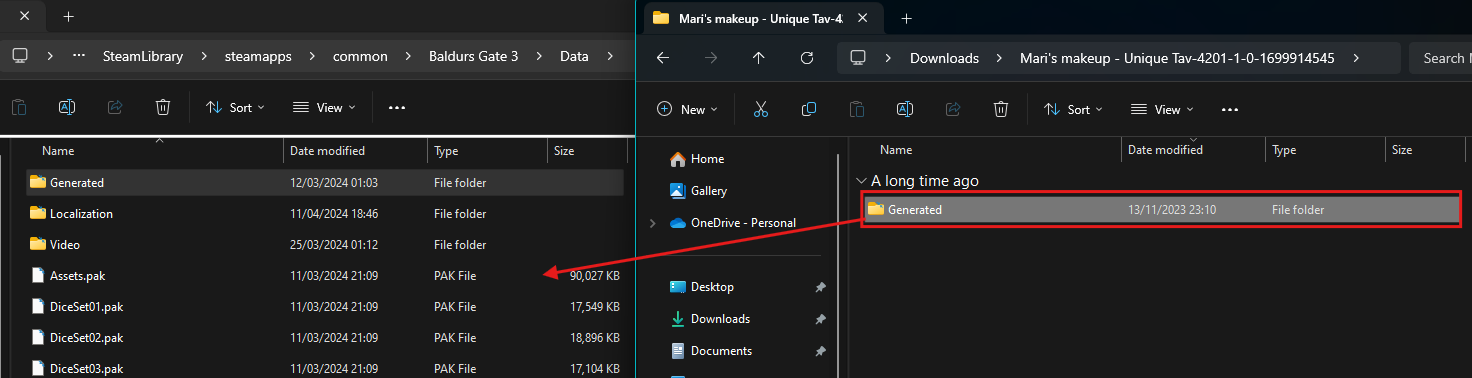 SteamLibrary > steamapps > common > Baldurs Gate 3 > Data >
Sort View
Name Date modified Type Size
Generated 12/03/2024 01:03 File folder
Localization 11/04/2024 18:46 File folder
Video 25/03/2024 01:12 File folder
Assets.pak 11/03/2024 21:09 PAK File 90,027 KB
DiceSet01.pak 11/03/2024 21:09 PAK File 17,549 KB
DiceSet02.pak 11/03/2024 21:09 PAK File 18,896 KB
DiceSet03.pak 11/03/2024 21:09 PAK File 17,104 KB
Mari's makeup - Unique Tav-4
Downloads > Mari's makeup - Unique Tav-4201-1-0-1699914545 > Search
New Sort View
Home
Gallery
OneDrive - Personal
Desktop
Downloads
Documents
Name Date modified Type Size
A long time ago
Generated 13/11/2023 23:10 File folder